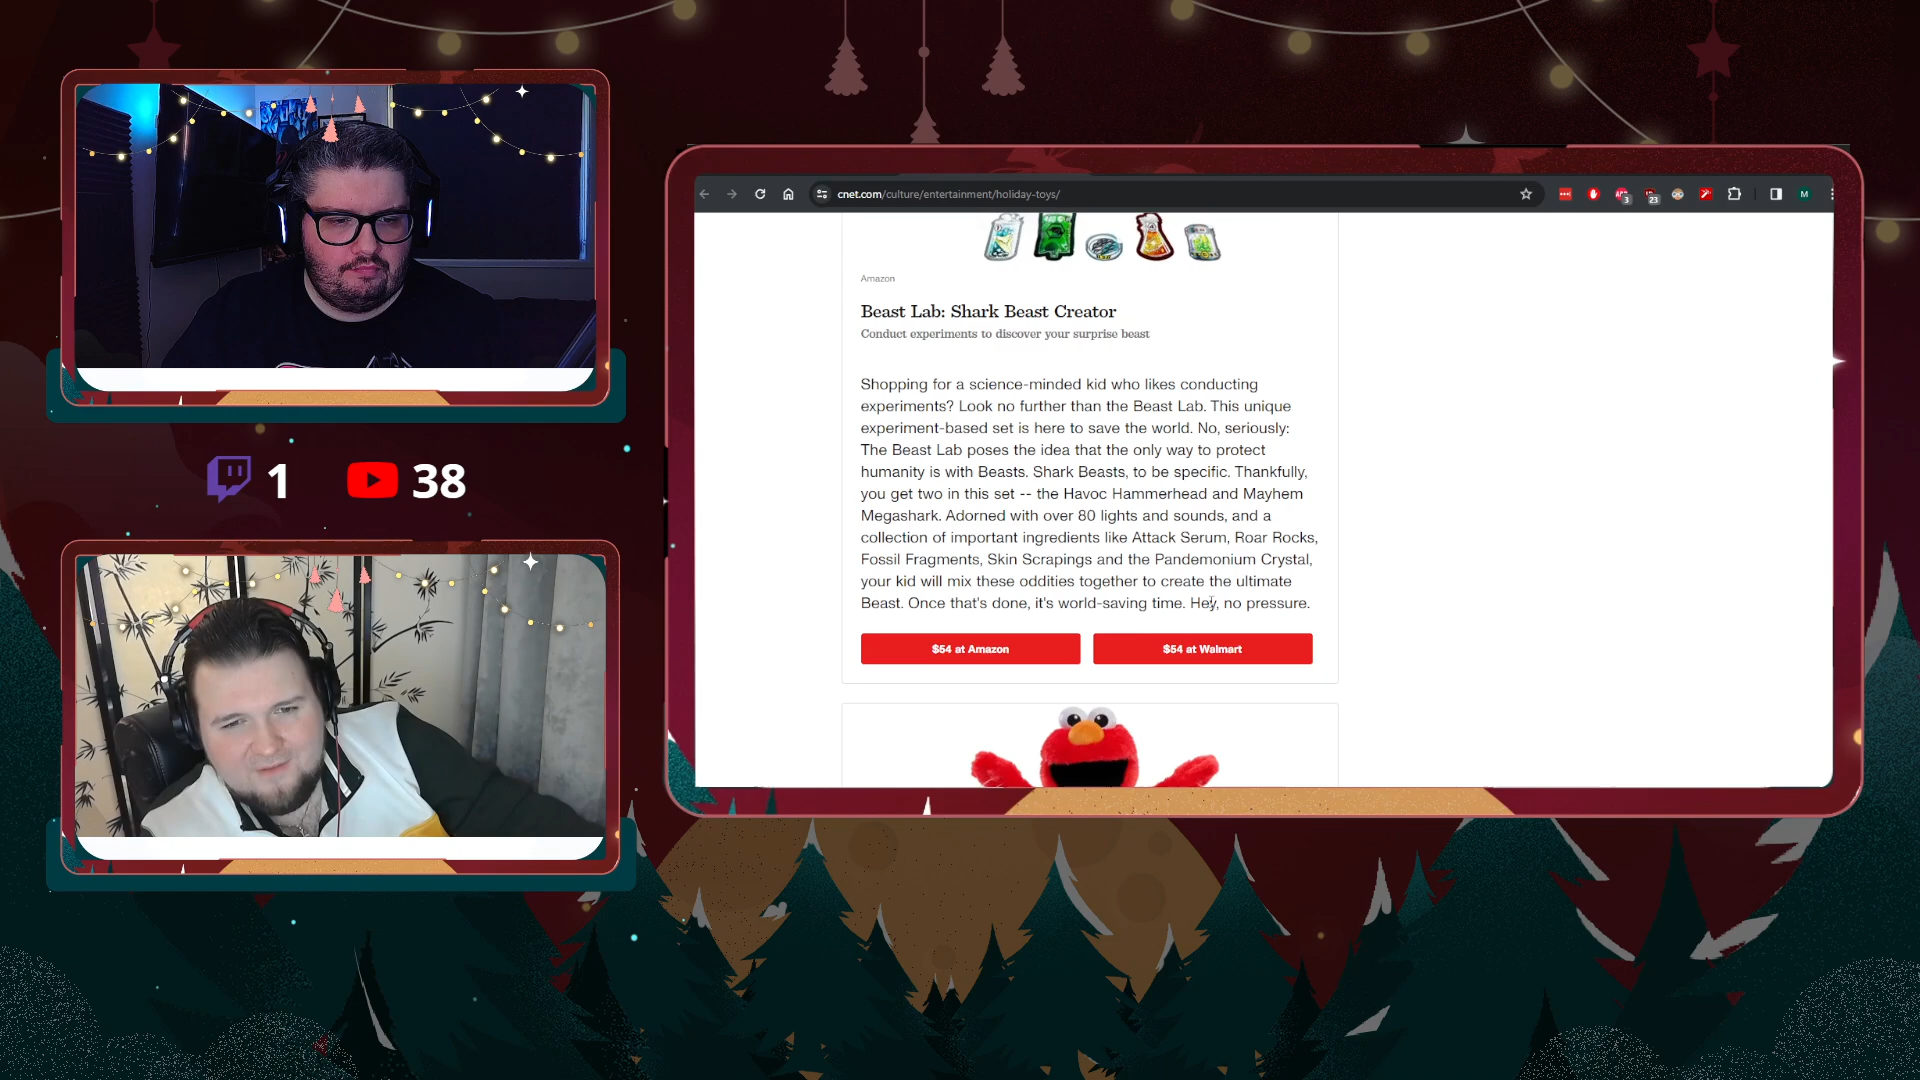 1
38
cnet.com/culture/entertainment/holiday-toys/
3
23
M
Amazon
Beast Lab: Shark Beast Creator
Conduct experiments to discover your surprise beast
Shopping for a science-minded kid who likes conducting
experiments? Look no further than the Beast Lab. This unique
experiment-based set is here to save the world. No, seriously:
The Beast Lab poses the idea that the only way to protect
humanity is with Beasts. Shark Beasts, to be specific. Thankfully,
you get two in this set -- the Havoc Hammerhead and Mayhem
Megashark. Adorned with over 80 lights and sounds, and a
collection of important ingredients like Attack Serum, Roar Rocks,
Fossil Fragments, Skin Scrapings and the Pandemonium Crystal,
your kid will mix these oddities together to create the ultimate
Beast. Once that's done, it's world-saving time. Hey, no pressure.
$54 at Amazon
$54 at Walmart